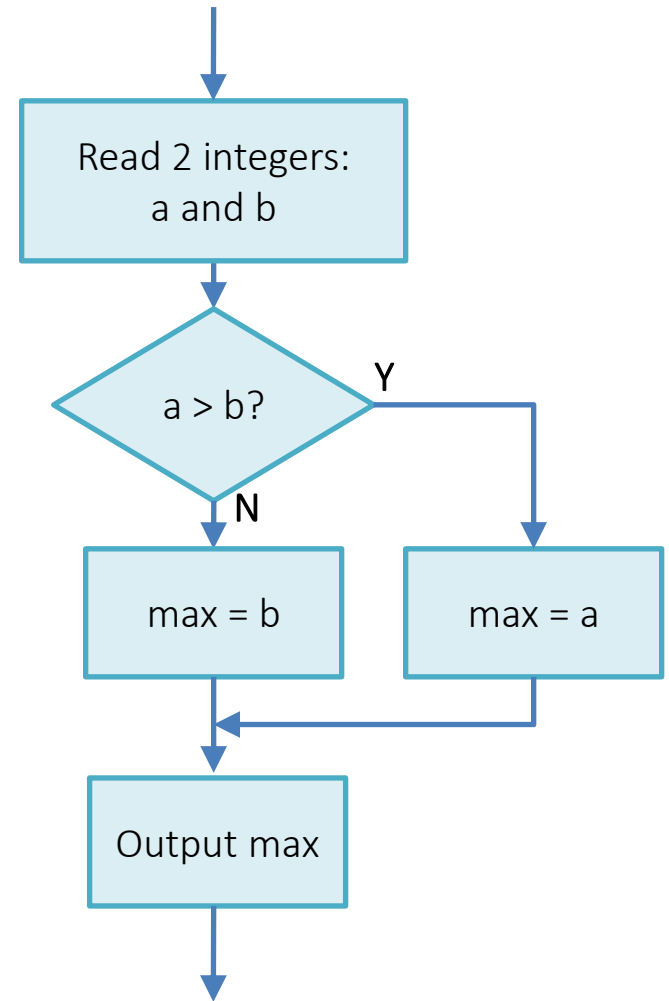 Read 2 integers:
a and b
a > b?
Y
N
max = b
max = a
Output max